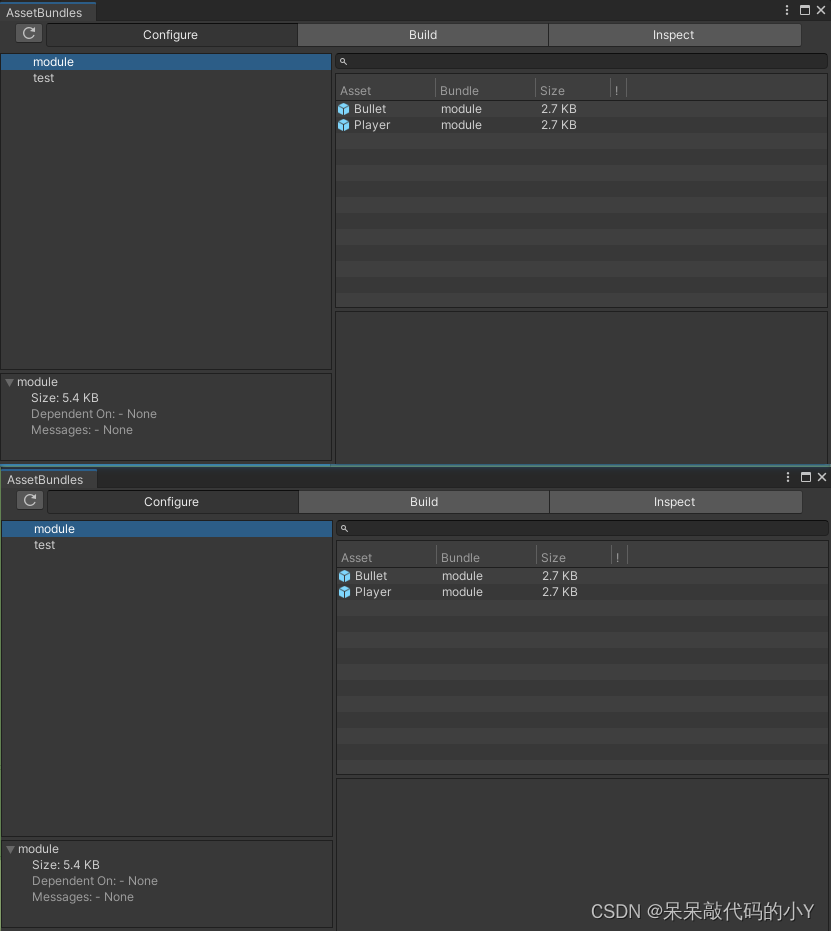 AssetBundles
Configure Build Inspect
module
test
Asset Bundle Size !
Bullet module 2.7 KB
Player module 2.7 KB
module
Size: 5.4 KB
Dependent On: - None
Messages: - None
AssetBundles
Configure Build Inspect
module
test
Asset Bundle Size !
Bullet module 2.7 KB
Player module 2.7 KB
module
Size: 5.4 KB
Dependent On: - None
Messages: - None
CSDN @呆呆敲代码的小Y